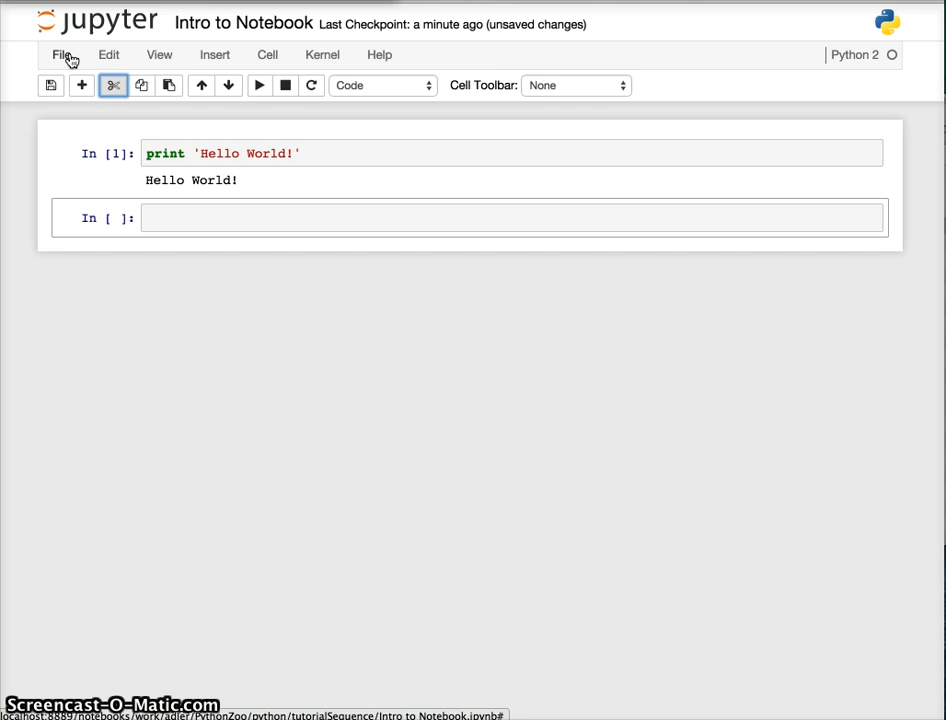 jupyter Intro to Notebook Last Checkpoint: a minute ago (unsaved changes)
File Edit View Insert Cell Kernel Help Python 2
Code Cell Toolbar: None
In [1]: print 'Hello World!'
Hello World!
In [ ]:
Screencast-O-Matic.com
localhost:8889/notebooks/work/adler/PythonZoo/python/tutorialSequence/Intro to Notebook.ipynb#